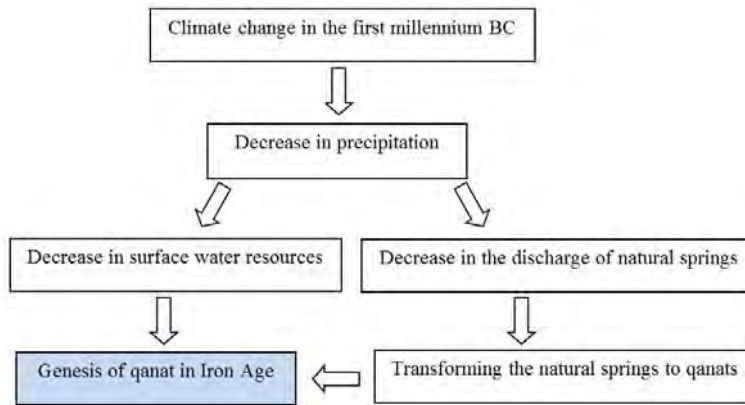 Climate change in the first millennium BC
Decrease in precipitation
Decrease in surface water resources
Decrease in the discharge of natural springs
Genesis of qanat in Iron Age
Transforming the natural springs to qanats